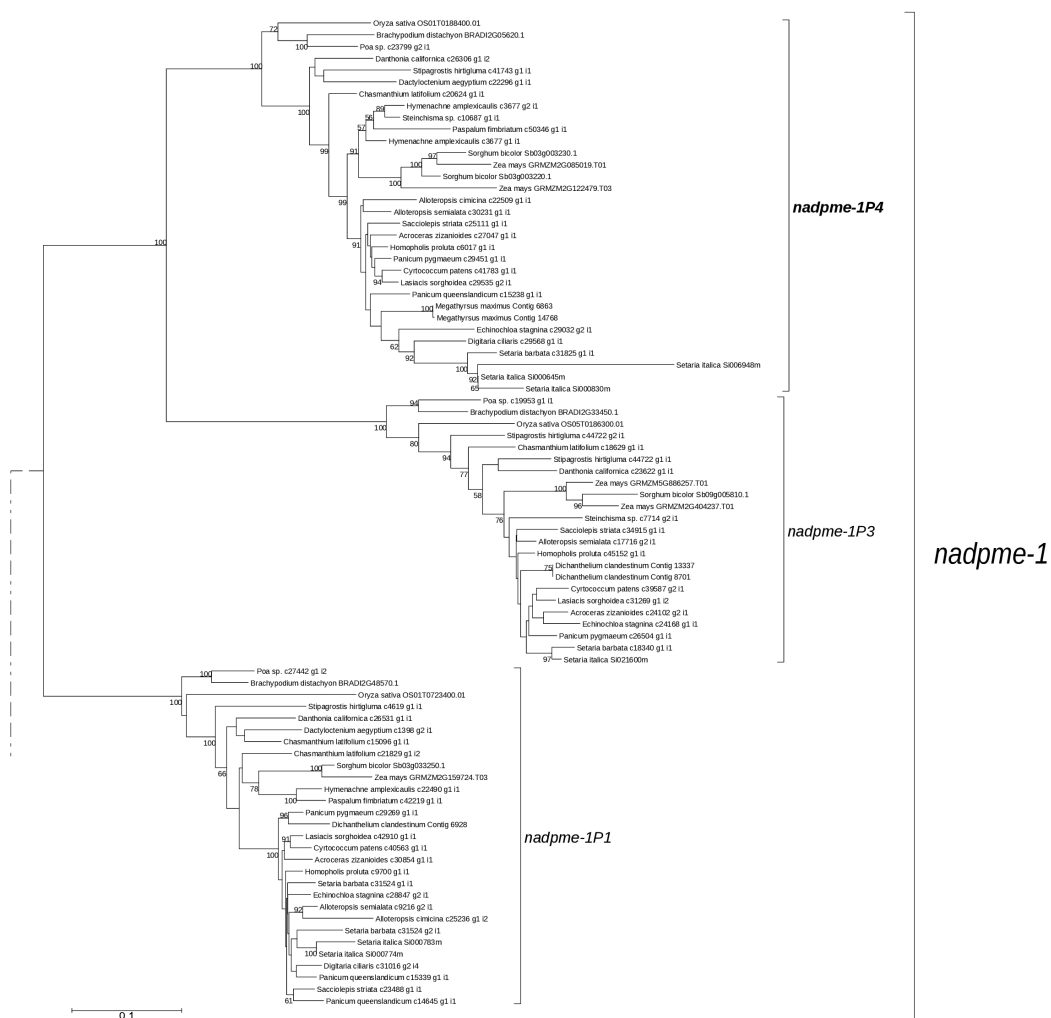 Oryza sativa OS01T0188400.01
72
Brachypodium distachyon BRADI2G05620.1
100
Poa sp. c23799 g2 i1
Danthonia californica c26306 g1 i2
100
Stipagrostis hirtigluma c41743 g1 i1
Dactyloctenium aegyptium c22296 g1 i1
Chasmanthium latifolium c20624 g1 i1
100
Hymenachne amplexicaulis c3677 g2 i1
89
Steinchisma sp. c10687 g1 i1
56
Paspalum fimbriatum c50346 g1 i1
57
Hymenachne amplexicaulis c3677 g1 i1
99
91
Sorghum bicolor Sb03g003230.1
97
Zea mays GRMZM2G085019.T01
100
Sorghum bicolor Sb03g003220.1
Zea mays GRMZM2G122479.T03
99
Alloteropsis cimicina c22509 g1 i1
nadpme-1P4
Alloteropsis semialata c30231 g1 i1
Sacciolepis striata c25111 g1 i1
Acroceras zizanioides c27047 g1 i1
100
91
Homopholis proluta c6017 g1 i1
Panicum pygmaeum c29451 g1 i1
Cyrtococcum patens c41783 g1 i1
94
Lasiacis sorghoidea c29535 g2 i1
Panicum queenslandicum c15238 g1 i1
Megathyrsus maximus Contig 6863
100
Megathyrsus maximus Contig 14768
Echinochloa stagnina c29032 g2 i1
62
Digitaria ciliaris c29568 g1 i1
92
Setaria barbata c31825 g1 i1
100
Setaria italica Si006948m
92
Setaria italica Si000645m
65
Setaria italica Si000830m
94
Poa sp. c19953 g1 i1
Brachypodium distachyon BRADI2G33450.1
100
Oryza sativa OS05T0186300.01
80
Stipagrostis hirtigluma c44722 g2 i1
94
Chasmanthium latifolium c18629 g1 i1
Stipagrostis hirtigluma c44722 g1 i1
77
Danthonia californica c23622 g1 i1
Zea mays GRMZM5G886257.T01
100
58
Sorghum bicolor Sb09g005810.1
96
Zea mays GRMZM2G404237.T01
76
Steinchisma sp. c7714 g2 i1
Sacciolepis striata c34915 g1 i1
nadpme-1P3
Alloteropsis semialata c17716 g2 i1
Homopholis proluta c45152 g1 i1
nadpme-1
Dichanthelium clandestinum Contig 13337
75
Dichanthelium clandestinum Contig 8701
Cyrtococcum patens c39587 g2 i1
Lasiacis sorghoidea c31269 g1 i2
Acroceras zizanioides c24102 g2 i1
Echinochloa stagnina c24168 g1 i1
Panicum pygmaeum c26504 g1 i1
Setaria barbata c18340 g1 i1
97
Setaria italica Si021600m
Poa sp. c27442 g1 i2
100
Brachypodium distachyon BRADI2G48570.1
Oryza sativa OS01T0723400.01
100
Stipagrostis hirtigluma c4619 g1 i1
Danthonia californica c26531 g1 i1
Dactyloctenium aegyptium c1398 g2 i1
100
Chasmanthium latifolium c15096 g1 i1
Chasmanthium latifolium c21829 g1 i2
Sorghum bicolor Sb03g033250.1
100
66
Zea mays GRMZM2G159724.T03
78
Hymenachne amplexicaulis c22490 g1 i1
100
Paspalum fimbriatum c42219 g1 i1
Panicum pygmaeum c29269 g1 i1
96
Dichanthelium clandestinum Contig 6928
Lasiacis sorghoidea c42910 g1 i1
91
nadpme-1P1
Cyrtococcum patens c40563 g1 i1
100
Acroceras zizanioides c30854 g1 i1
Homopholis proluta c9700 g1 i1
Setaria barbata c31524 g1 i1
Echinochloa stagnina c28847 g2 i1
Alloteropsis semialata c9216 g2 i1
92
Alloteropsis cimicina c25236 g1 i2
Setaria barbata c31524 g2 i1
Setaria italica Si000783m
100
Setaria italica Si000774m
Digitaria ciliaris c31016 g2 i4
Panicum queenslandicum c15339 g1 i1
Sacciolepis striata c23488 g1 i1
61
Panicum queenslandicum c14645 g1 i1
0.1